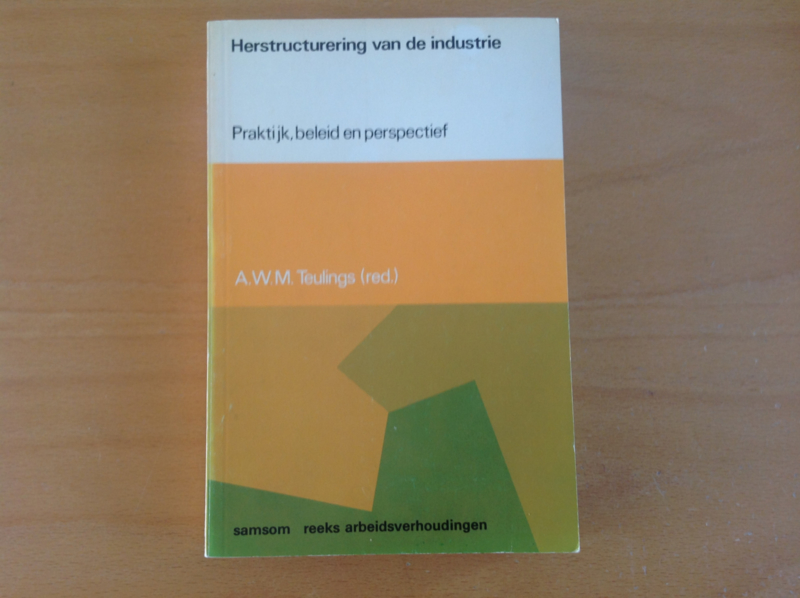 Herstructurering van de industrie
Praktijk, beleid en perspectief
A.W.M. Teulings (red.)
samsom reeks arbeidsverhoudingen